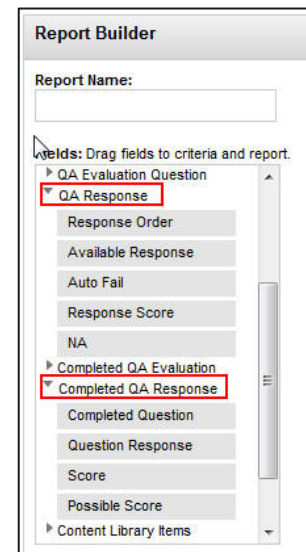 Report Builder
Report Name:
Fields: Drag fields to criteria and report.
QA Evaluation Question
QA Response
Response Order
Available Response
Auto Fail
Response Score
NA
Completed QA Evaluation
Completed QA Response
Completed Question
Question Response
Score
Possible Score
Content Library Items